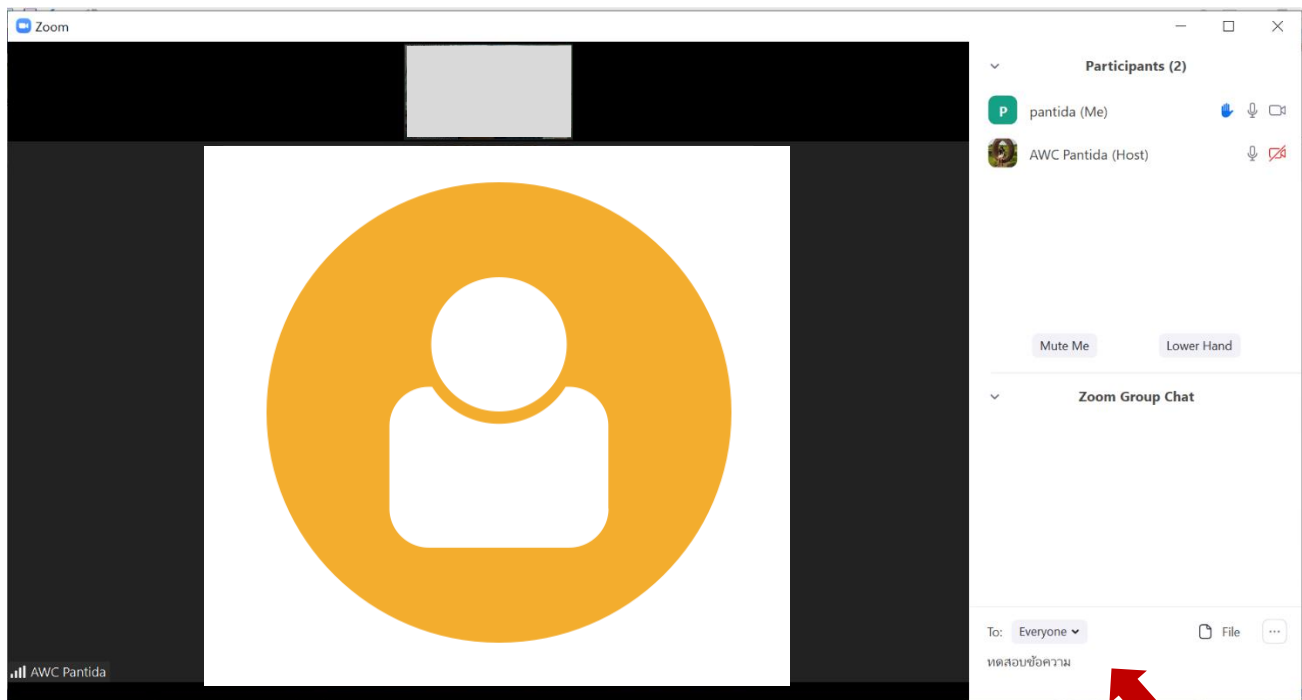 Zoom
Participants (2)
P pantida (Me)
AWC Pantida (Host)
Mute Me Lower Hand
Zoom Group Chat
To: Everyone File ...
ทดสอบข้อความ
AWC Pantida